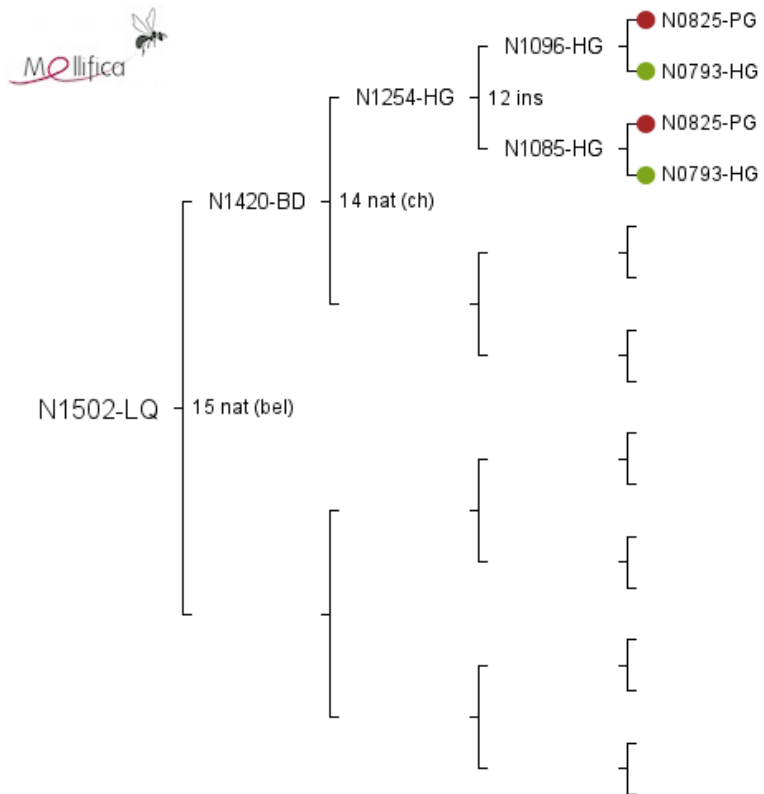 Mellifica
N0825-PG
N1096-HG
N0793-HG
N1254-HG
12 ins
N0825-PG
N1085-HG
N0793-HG
N1420-BD
14 nat (ch)
N1502-LQ
15 nat (bel)